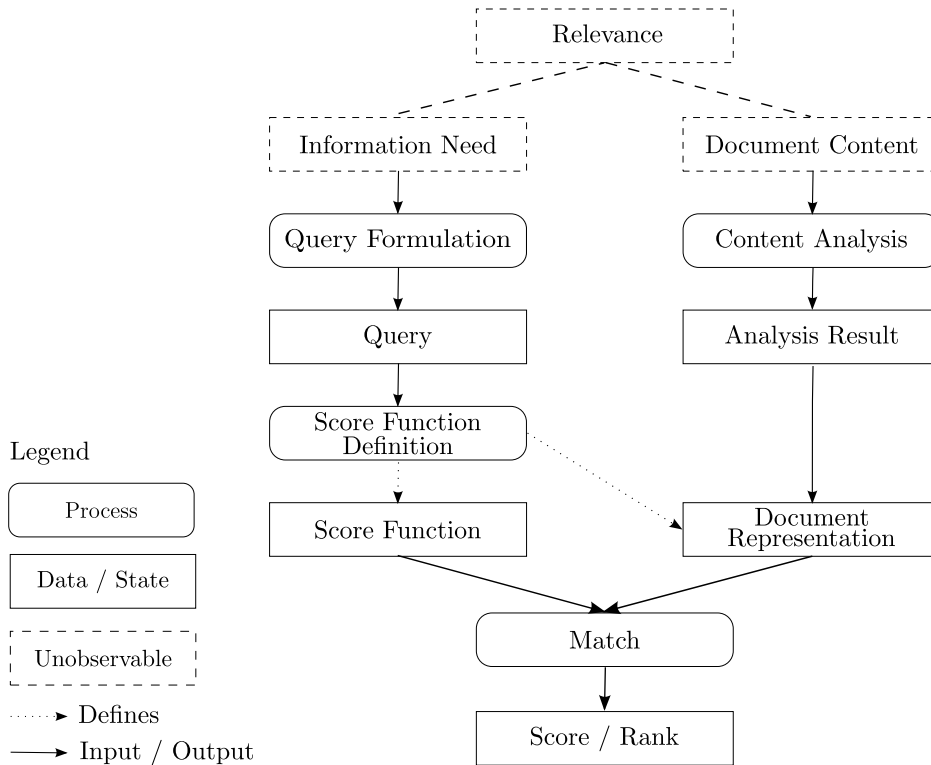 Relevance
Information Need
Document Content
Query Formulation
Content Analysis
Query
Analysis Result
Score Function
Definition
Legend
Process
Score Function
Document
Representation
Data / State
Match
Unobservable
Defines
Score / Rank
Input / Output